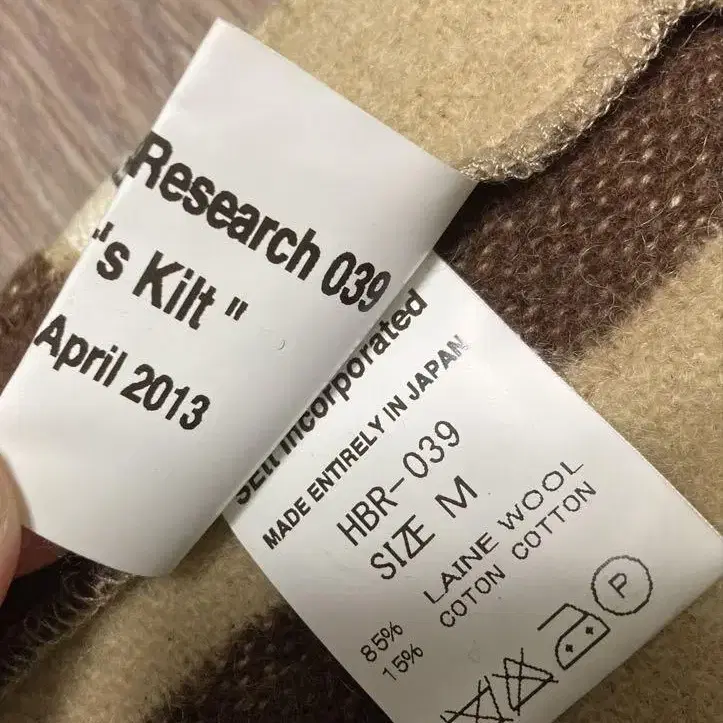 Research 039
"s Kilt "
April 2013
SETT Incorporated
MADE ENTIRELY IN JAPAN
HBR-039
SIZE M
85% LAINE WOOL
15% COTON COTTON
P